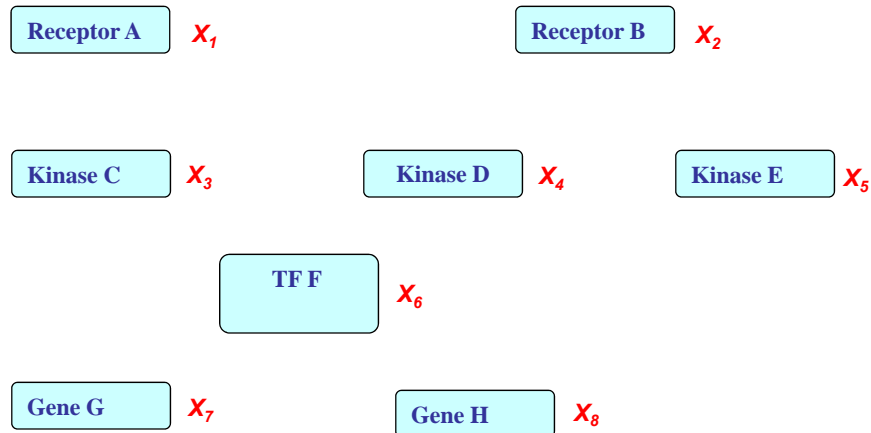 Receptor A X1
Receptor B X2
Kinase C X3
Kinase D X4
Kinase E X5
TF F X6
Gene G X7
Gene H X8